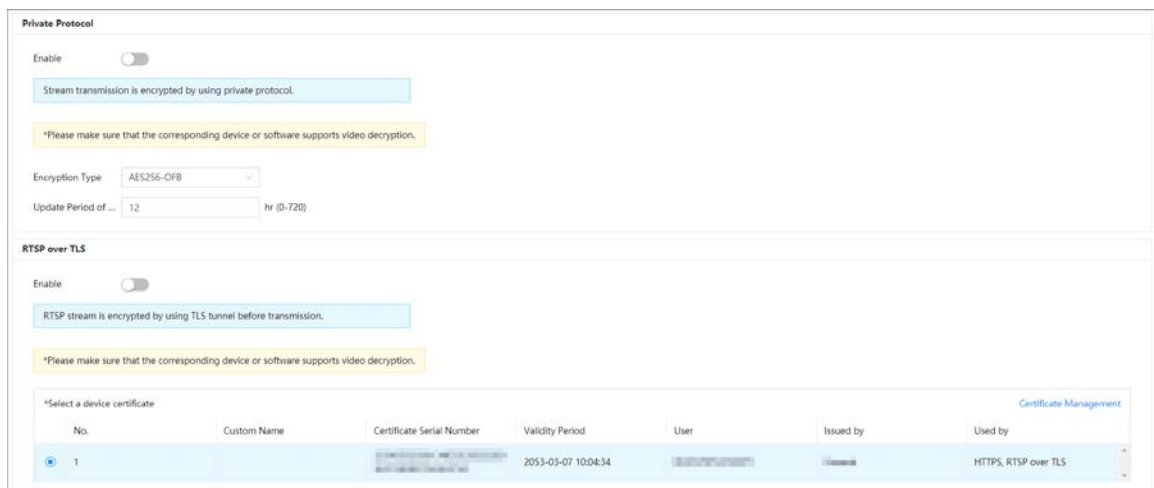 Private Protocol
Enable
Stream transmission is encrypted by using private protocol.
*Please make sure that the corresponding device or software supports video decryption.
Encryption Type AES256-OFB
Update Period of ... 12 hr (0-720)
RTSP over TLS
Enable
RTSP stream is encrypted by using TLS tunnel before transmission.
*Please make sure that the corresponding device or software supports video decryption.
*Select a device certificate Certificate Management
No. Custom Name Certificate Serial Number Validity Period User Issued by Used by
1 2053-03-07 10:04:34 HTTPS, RTSP over TLS